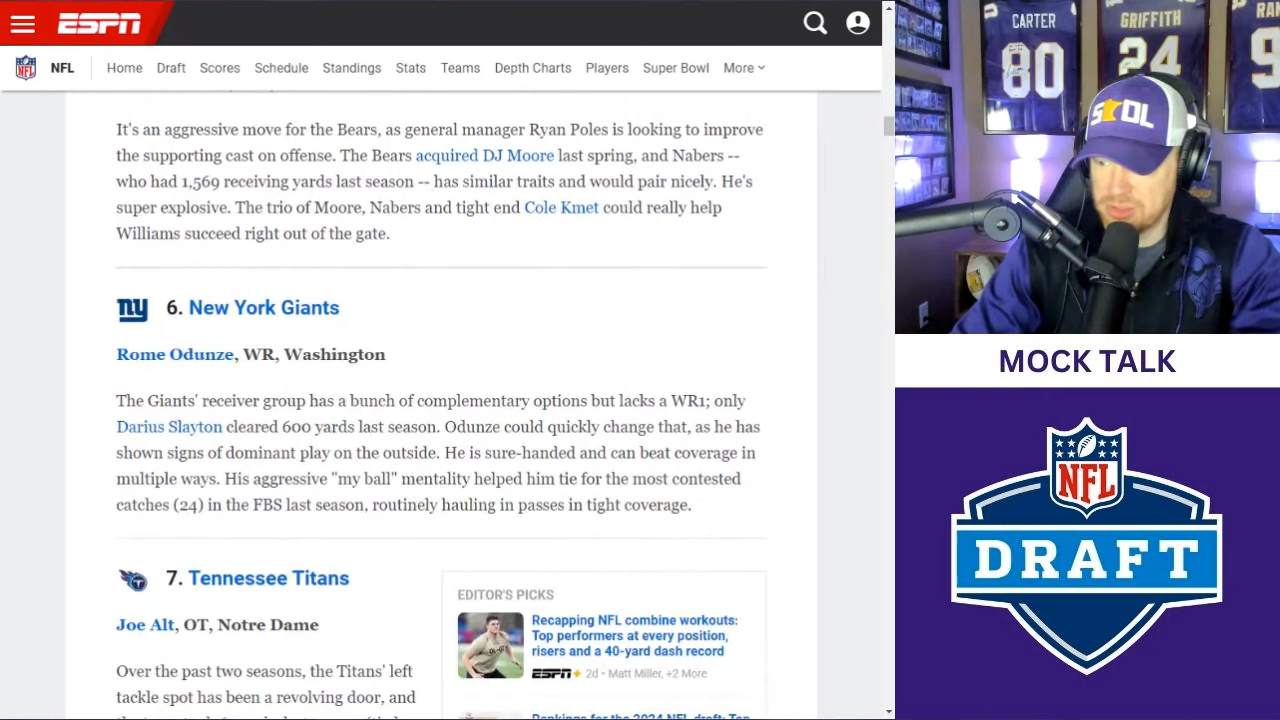 ESPN
NFL
Home
Draft
Scores
Schedule
Standings
Stats
Teams
Depth Charts
Players
Super Bowl
More
It's an aggressive move for the Bears, as general manager Ryan Poles is looking to improve
the supporting cast on offense. The Bears acquired DJ Moore last spring, and Nabers --
who had 1,569 receiving yards last season -- has similar traits and would pair nicely. He's
super explosive. The trio of Moore, Nabers and tight end Cole Kmet could really help
Williams succeed right out of the gate.
ny
6. New York Giants
Rome Odunze, WR, Washington
The Giants' receiver group has a bunch of complementary options but lacks a WR1; only
Darius Slayton cleared 600 yards last season. Odunze could quickly change that, as he has
shown signs of dominant play on the outside. He is sure-handed and can beat coverage in
multiple ways. His aggressive "my ball" mentality helped him tie for the most contested
catches (24) in the FBS last season, routinely hauling in passes in tight coverage.
7. Tennessee Titans
Joe Alt, OT, Notre Dame
Over the past two seasons, the Titans' left
tackle spot has been a revolving door, and
EDITOR'S PICKS
Recapping NFL combine workouts:
Top performers at every position,
risers and a 40-yard dash record
ESPN+ 2d • Matt Miller, +2 More
Rankings for the 2024 NFL draft: Top
CARTER
80
GRIFFITH
24
RAN
SKOL
MOCK TALK
NFL
DRAFT